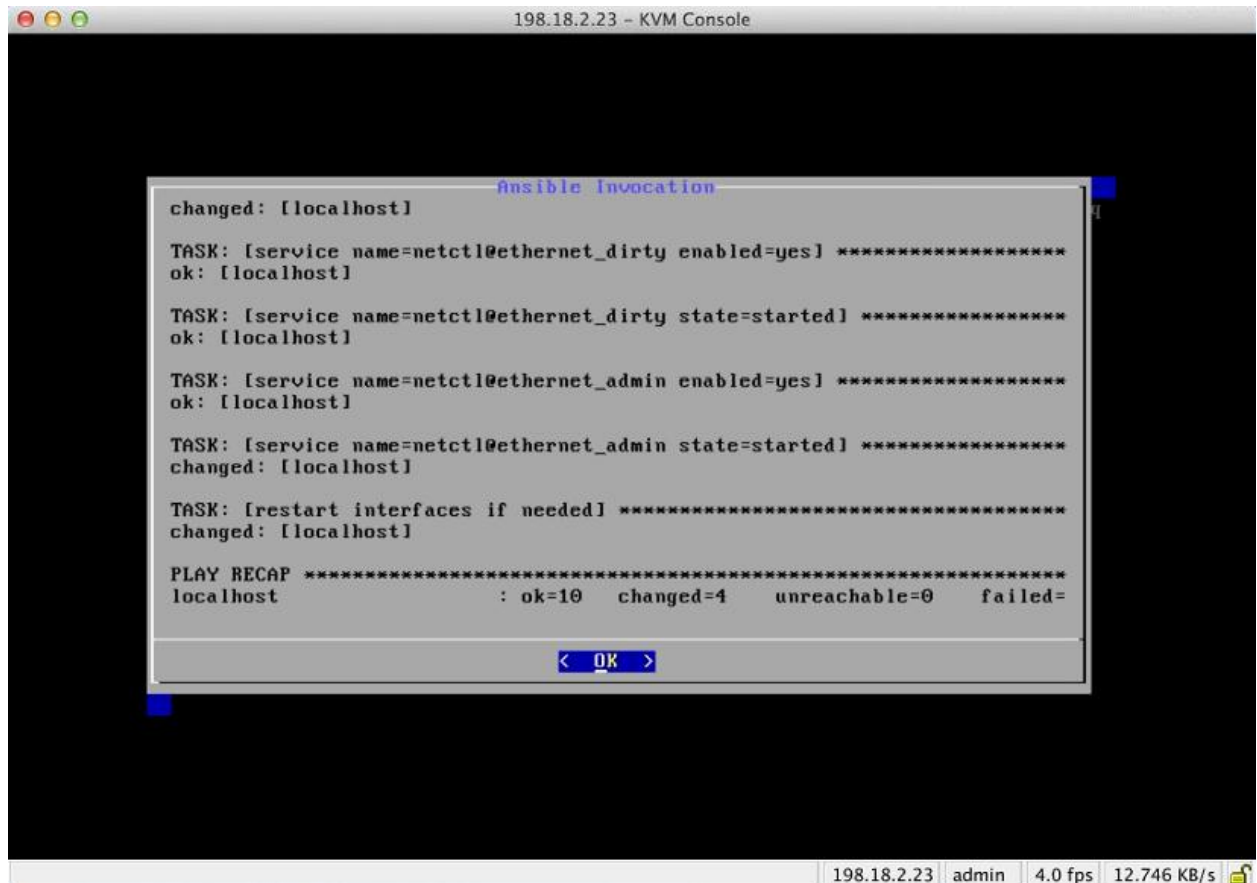 198.18.2.23 – KVM Console
Ansible Invocation
changed: [localhost]
TASK: [service name=netctl@ethernet_dirty enabled=yes] *******************
ok: [localhost]
TASK: [service name=netctl@ethernet_dirty state=started] *****************
ok: [localhost]
TASK: [service name=netctl@ethernet_admin enabled=yes] *******************
ok: [localhost]
TASK: [service name=netctl@ethernet_admin state=started] *****************
changed: [localhost]
TASK: [restart interfaces if needed] *************************************
changed: [localhost]
PLAY RECAP ***************************************************************
localhost : ok=10 changed=4 unreachable=0 failed=
< OK >
198.18.2.23 admin 4.0 fps 12.746 KB/s